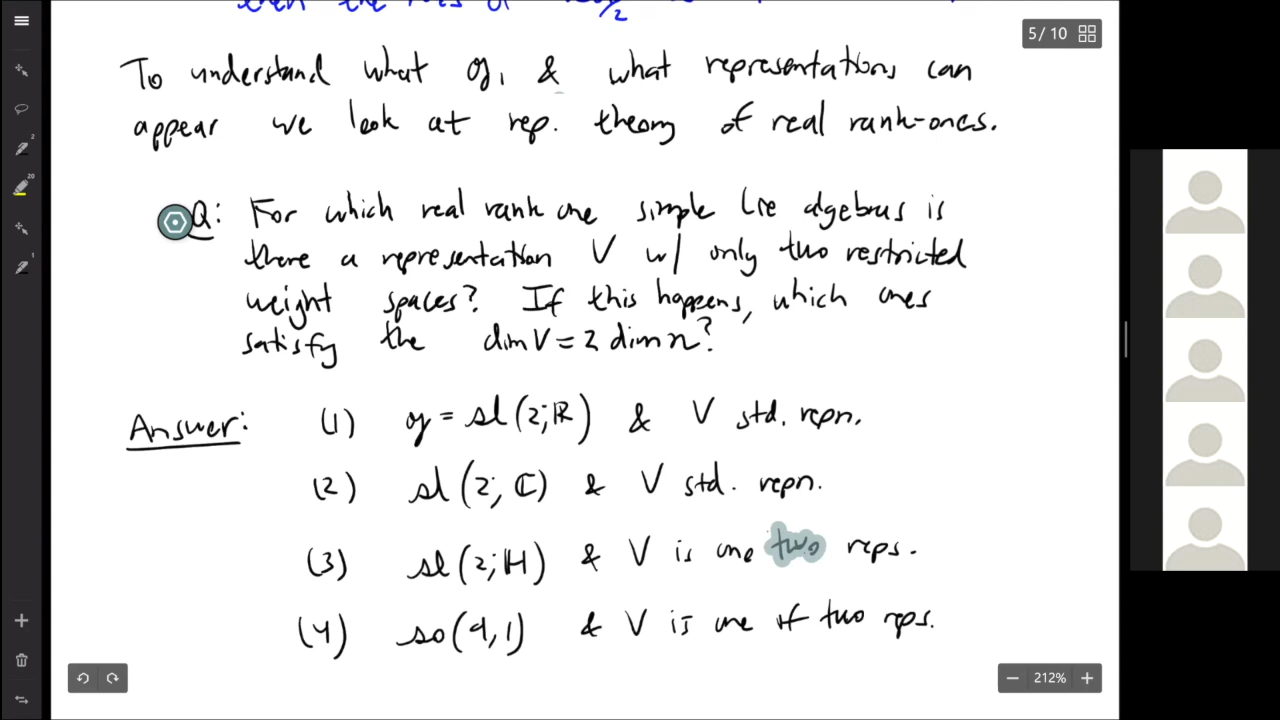 then the
5 / 10
To understand what 𝔤, & what representations can
appear we look at rep. theory of real rank-ones.
Q: For which real rank one simple Lie algebras is
there a representation V w/ only two restricted
weight spaces? If this happens, which ones
satisfy the dim V = 2 dim n?
Answer: (1) 𝔤 = sl(2;ℝ) & V std. repn.
(2) sl(2; ℂ) & V std. repn.
(3) sl(2;ℍ) & V is one two reps.
(4) so(9,1) & V is one of two reps.
212%